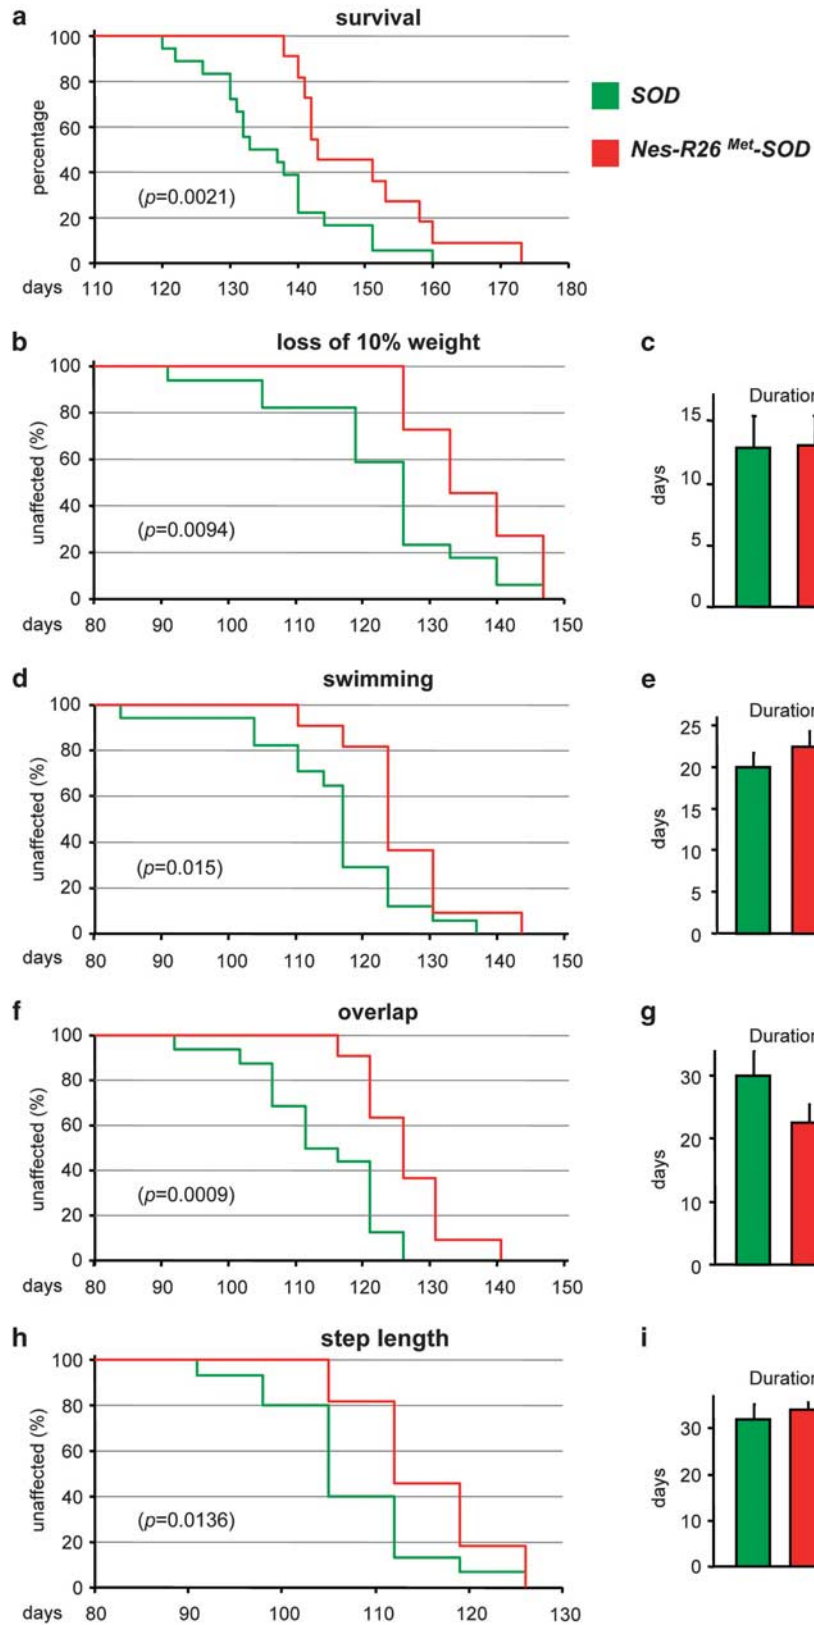 a
survival
100
80
60
40
20
0
percentage
(p=0.0021)
days
110 120 130 140 150 160 170 180
SOD
Nes-R26 Met-SOD
b
loss of 10% weight
100
80
60
40
20
0
unaffected (%)
(p=0.0094)
days
80 90 100 110 120 130 140 150
c
Duration
15
10
5
0
days
d
swimming
100
80
60
40
20
0
unaffected (%)
(p=0.015)
days
80 90 100 110 120 130 140 150
e
Duration
25
20
15
10
5
0
days
f
overlap
100
80
60
40
20
0
unaffected (%)
(p=0.0009)
days
80 90 100 110 120 130 140 150
g
Duration
30
20
10
0
days
h
step length
100
80
60
40
20
0
unaffected (%)
(p=0.0136)
days
80 90 100 110 120 130
i
Duration
30
20
10
0
days